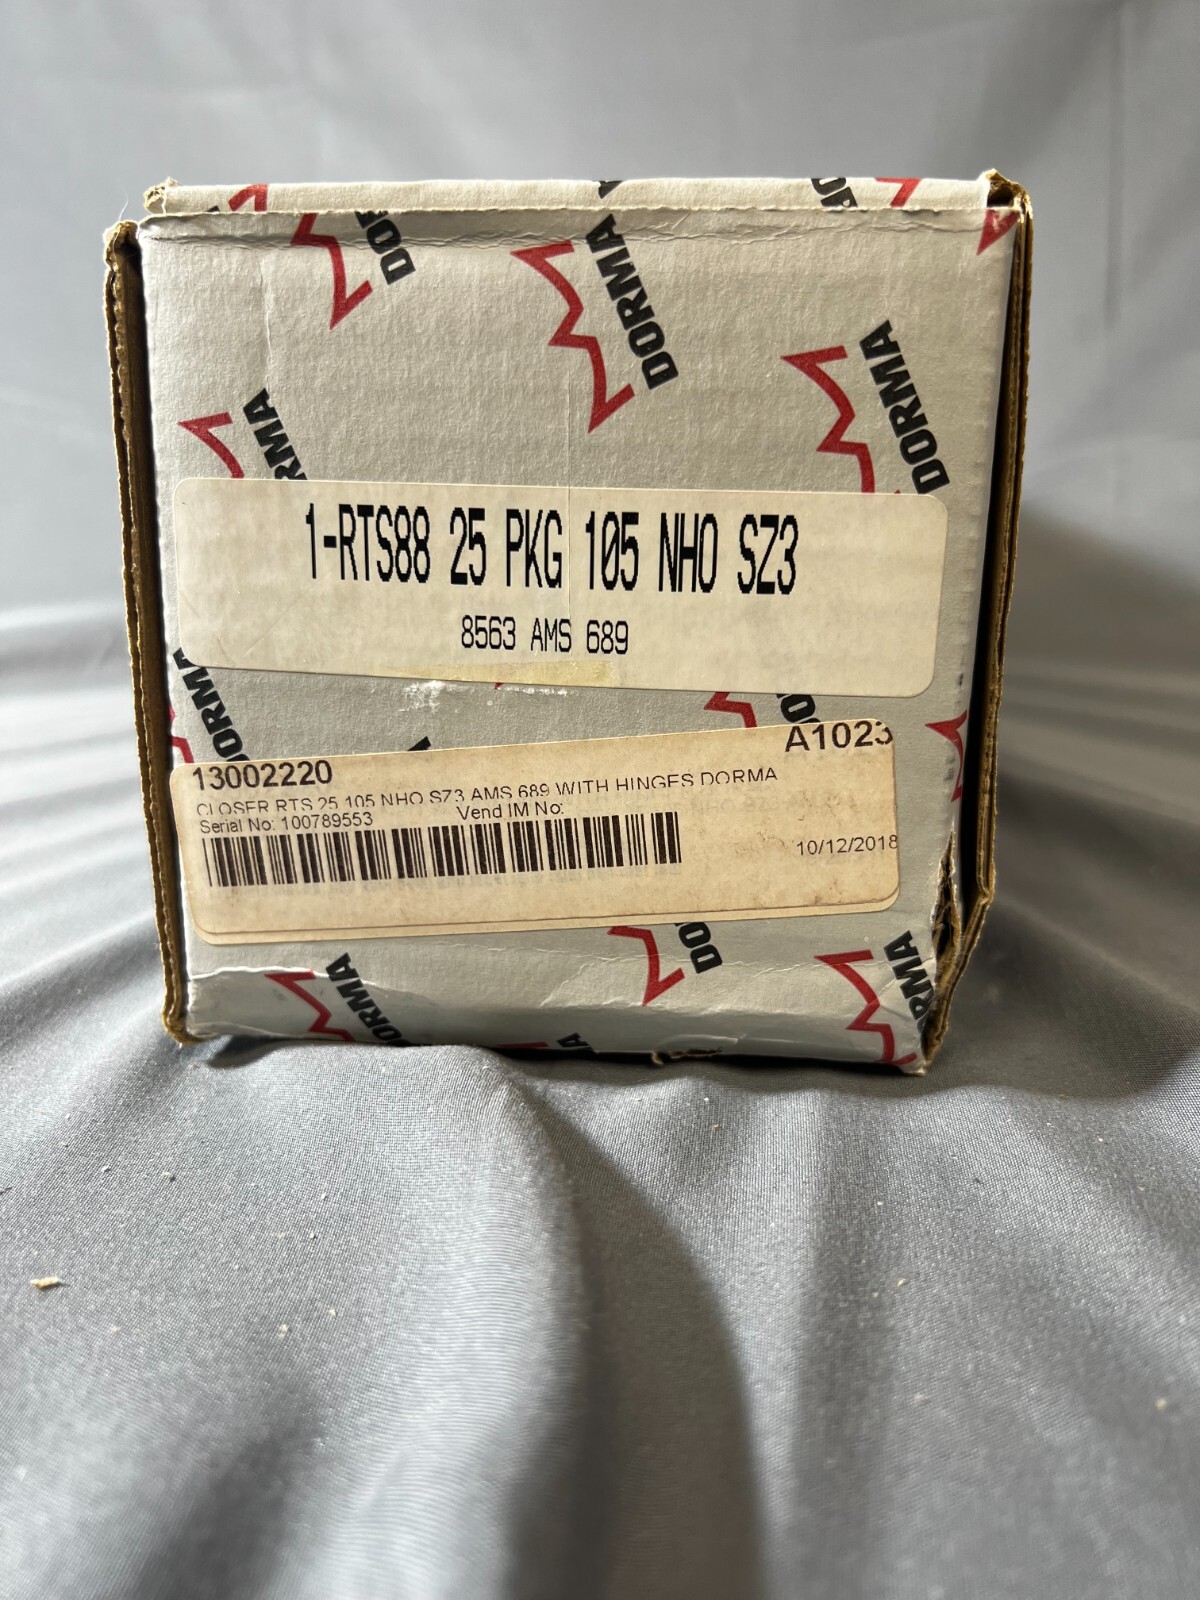 DORMA
DORMA
DORMA
1-RTS88 25 PKG 105 NHO SZ3
8563 AMS 689
DORMA
A1023
13002220
CLOSER RTS 25 105 NHO SZ3 AMS 689 WITH HINGES DORMA
Serial No: 100789553 Vend IM No:
10/12/2018
DORMA
DORMA